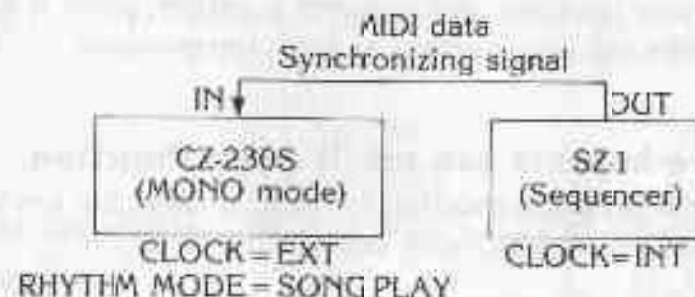 MIDI data
Synchronizing signal
IN OUT
CZ-230S SZ-1
(MONO mode) (Sequencer)
CLOCK=EXT CLOCK=INT
RHYTHM MODE=SONG PLAY